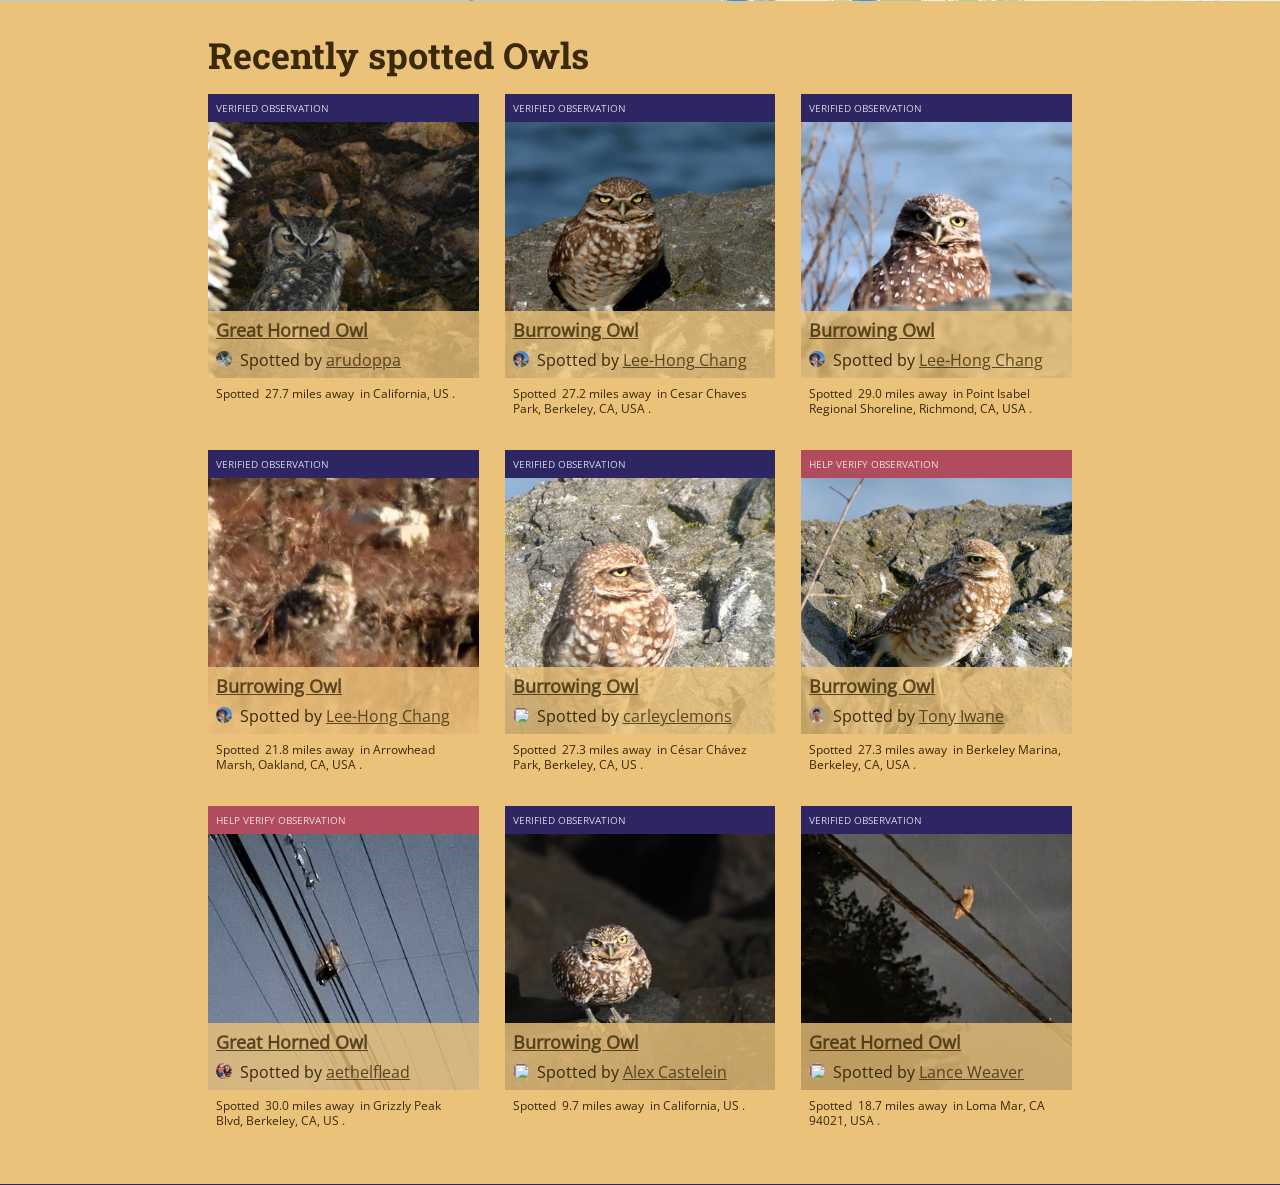 Recently spotted Owls
VERIFIED OBSERVATION
Great Horned Owl
Spotted by arudoppa
Spotted 27.7 miles away in California, US .
VERIFIED OBSERVATION
Burrowing Owl
Spotted by Lee-Hong Chang
Spotted 27.2 miles away in Cesar Chaves
Park, Berkeley, CA, USA .
VERIFIED OBSERVATION
Burrowing Owl
Spotted by Lee-Hong Chang
Spotted 29.0 miles away in Point Isabel
Regional Shoreline, Richmond, CA, USA .
VERIFIED OBSERVATION
Burrowing Owl
Spotted by Lee-Hong Chang
Spotted 21.8 miles away in Arrowhead
Marsh, Oakland, CA, USA .
VERIFIED OBSERVATION
Burrowing Owl
Spotted by carleyclemons
Spotted 27.3 miles away in César Chávez
Park, Berkeley, CA, US .
HELP VERIFY OBSERVATION
Burrowing Owl
Spotted by Tony Iwane
Spotted 27.3 miles away in Berkeley Marina,
Berkeley, CA, USA .
HELP VERIFY OBSERVATION
Great Horned Owl
Spotted by aethelflead
Spotted 30.0 miles away in Grizzly Peak
Blvd, Berkeley, CA, US .
VERIFIED OBSERVATION
Burrowing Owl
Spotted by Alex Castelein
Spotted 9.7 miles away in California, US .
VERIFIED OBSERVATION
Great Horned Owl
Spotted by Lance Weaver
Spotted 18.7 miles away in Loma Mar, CA
94021, USA .